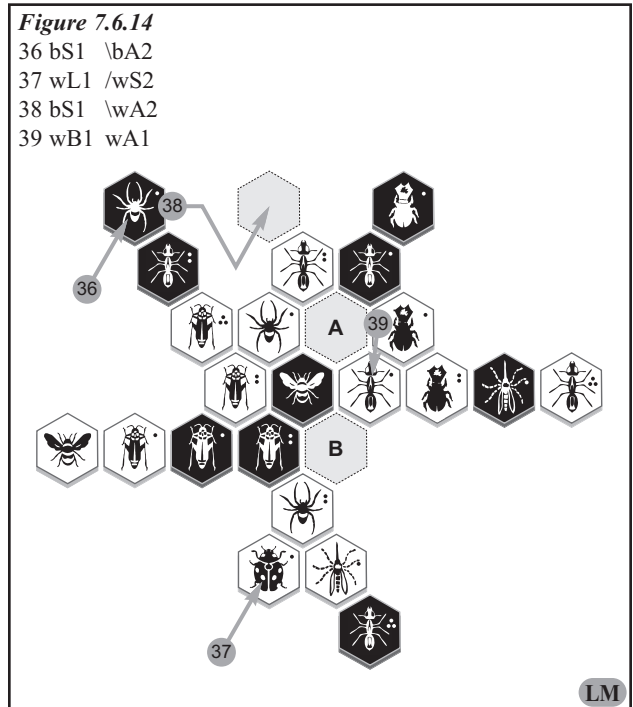 Figure 7.6.14
36 bS1 \bA2
37 wL1 /wS2
38 bS1 \wA2
39 wB1 wA1
38
36
A
39
B
37
LM